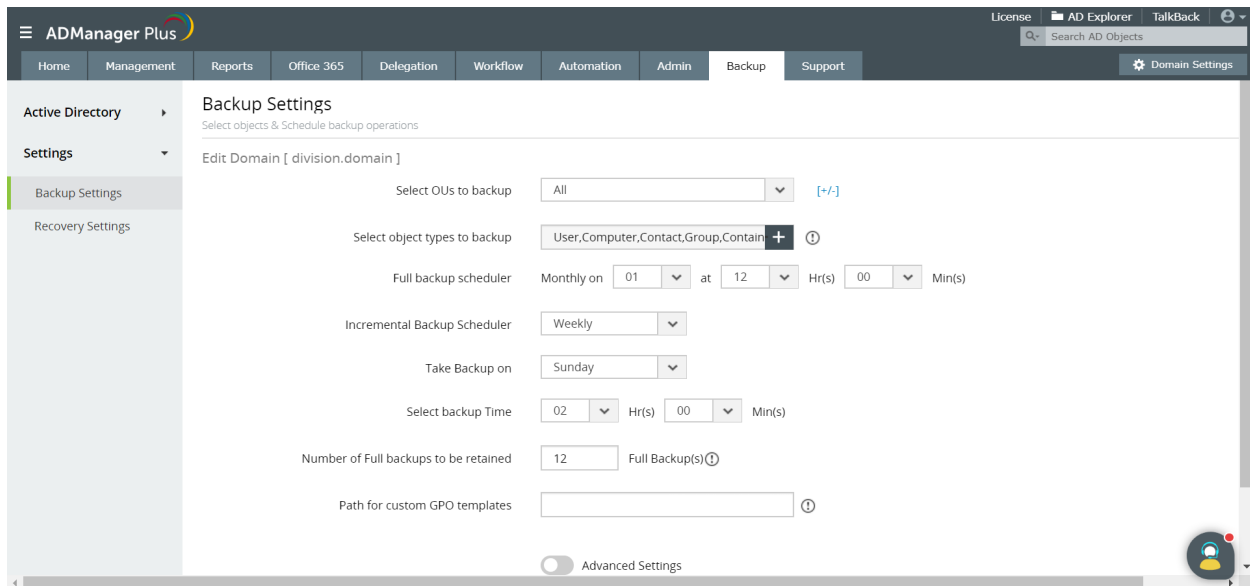 License AD Explorer TalkBack
ADManager Plus
Search AD Objects
Home Management Reports Office 365 Delegation Workflow Automation Admin Backup Support Domain Settings
Active Directory
Settings
Backup Settings
Recovery Settings
Backup Settings
Select objects & Schedule backup operations
Edit Domain [ division.domain ]
Select OUs to backup All [+/-]
Select object types to backup User,Computer,Contact,Group,Contain
Full backup scheduler Monthly on 01 at 12 Hr(s) 00 Min(s)
Incremental Backup Scheduler Weekly
Take Backup on Sunday
Select backup Time 02 Hr(s) 00 Min(s)
Number of Full backups to be retained 12 Full Backup(s)
Path for custom GPO templates
Advanced Settings